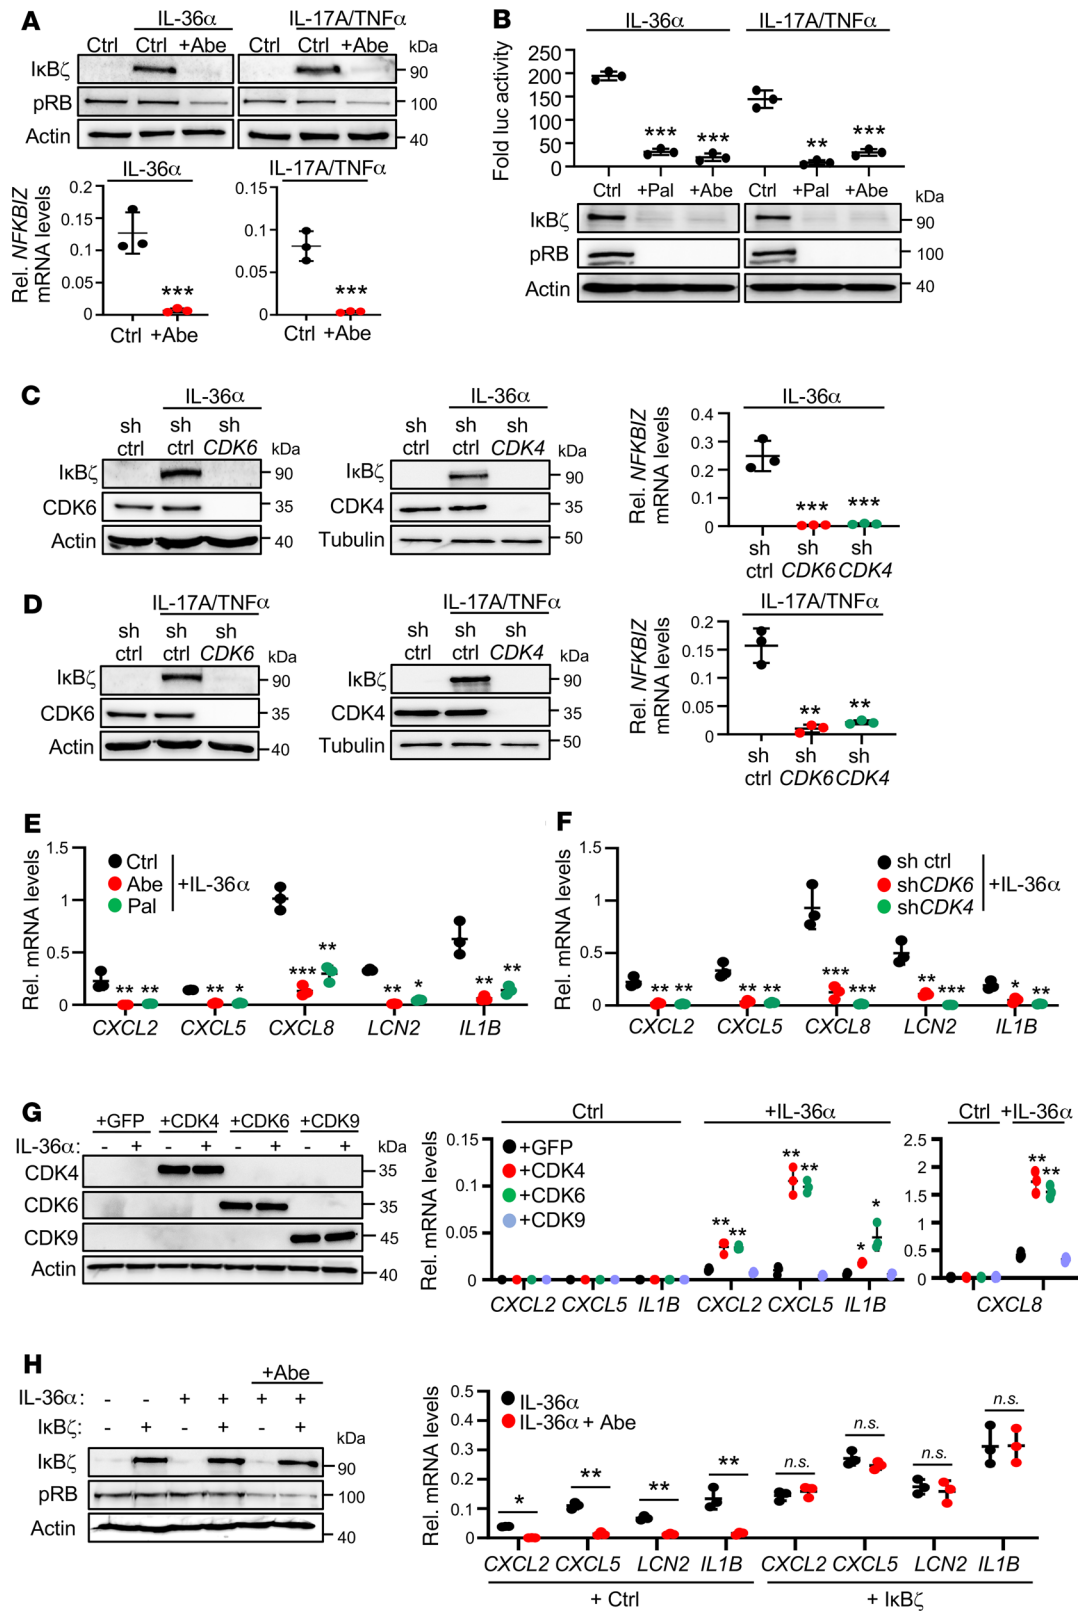 A
IL-36α
IL-17A/TNFα
Ctrl Ctrl +Abe Ctrl Ctrl +Abe kDa
IκBζ 90
pRB 100
Actin 40
IL-36α
IL-17A/TNFα
Rel. NFKBIZ
mRNA levels
0.2
0.15
0.1
0.05
0
***
Ctrl +Abe
0.15
0.1
0.05
0
***
Ctrl +Abe
B
IL-36α
IL-17A/TNFα
Fold luc activity
250
200
150
100
50
0
*** *** ** ***
Ctrl +Pal +Abe Ctrl +Pal +Abe kDa
IκBζ 90
pRB 100
Actin 40
C
IL-36α
sh sh sh
ctrl ctrl CDK6 kDa
IκBζ 90
CDK6 35
Actin 40
IL-36α
sh sh sh
ctrl ctrl CDK4 kDa
IκBζ 90
CDK4 35
Tubulin 50
IL-36α
Rel. NFKBIZ
mRNA levels
0.4
0.3
0.2
0.1
0
*** ***
sh sh sh
ctrl CDK6 CDK4
D
IL-17A/TNFα
sh sh sh
ctrl ctrl CDK6 kDa
IκBζ 90
CDK6 35
Actin 40
IL-17A/TNFα
sh sh sh
ctrl ctrl CDK4 kDa
IκBζ 90
CDK4 35
Tubulin 50
IL-17A/TNFα
Rel. NFKBIZ
mRNA levels
0.2
0.15
0.1
0.05
0
** **
sh sh sh
ctrl CDK6 CDK4
E
Rel. mRNA levels
1.5
1
0.5
0
Ctrl
Abe
Pal
+IL-36α
** ** ** * *** ** ** * ** **
CXCL2 CXCL5 CXCL8 LCN2 IL1B
F
Rel. mRNA levels
1.5
1
0.5
0
sh ctrl
shCDK6
shCDK4
+IL-36α
** ** ** ** *** *** ** *** * **
CXCL2 CXCL5 CXCL8 LCN2 IL1B
G
+GFP +CDK4 +CDK6 +CDK9
IL-36α: - + - + - + - + kDa
CDK4 35
CDK6 35
CDK9 45
Actin 40
Ctrl +IL-36α
Rel. mRNA levels
0.15
0.1
0.05
0
+GFP
+CDK4
+CDK6
+CDK9
** ** ** ** * *
CXCL2 CXCL5 IL1B CXCL2 CXCL5 IL1B
Ctrl +IL-36α
2.5
2
1.5
1
0.5
0
** **
CXCL8
H
+Abe
IL-36α: - - + + + +
IκBζ: - + - + - +
kDa
IκBζ 90
pRB 100
Actin 40
Rel. mRNA levels
0.5
0.4
0.3
0.2
0.1
0
IL-36α
IL-36α + Abe
* ** ** ** n.s. n.s. n.s. n.s.
CXCL2 CXCL5 LCN2 IL1B CXCL2 CXCL5 LCN2 IL1B
+ Ctrl + IκBζ